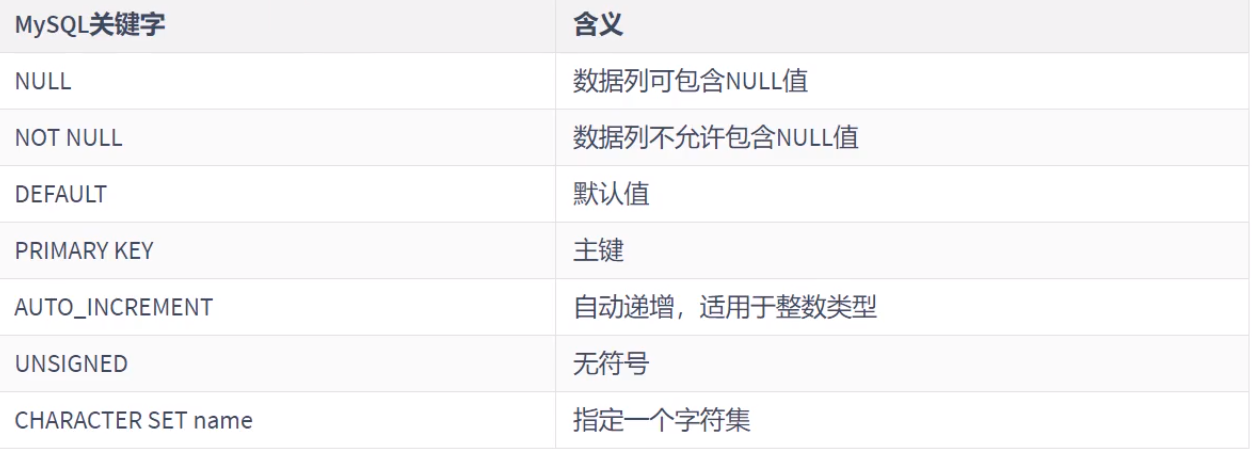 MySQL关键字 含义
NULL 数据列可包含NULL值
NOT NULL 数据列不允许包含NULL值
DEFAULT 默认值
PRIMARY KEY 主键
AUTO_INCREMENT 自动递增，适用于整数类型
UNSIGNED 无符号
CHARACTER SET name 指定一个字符集